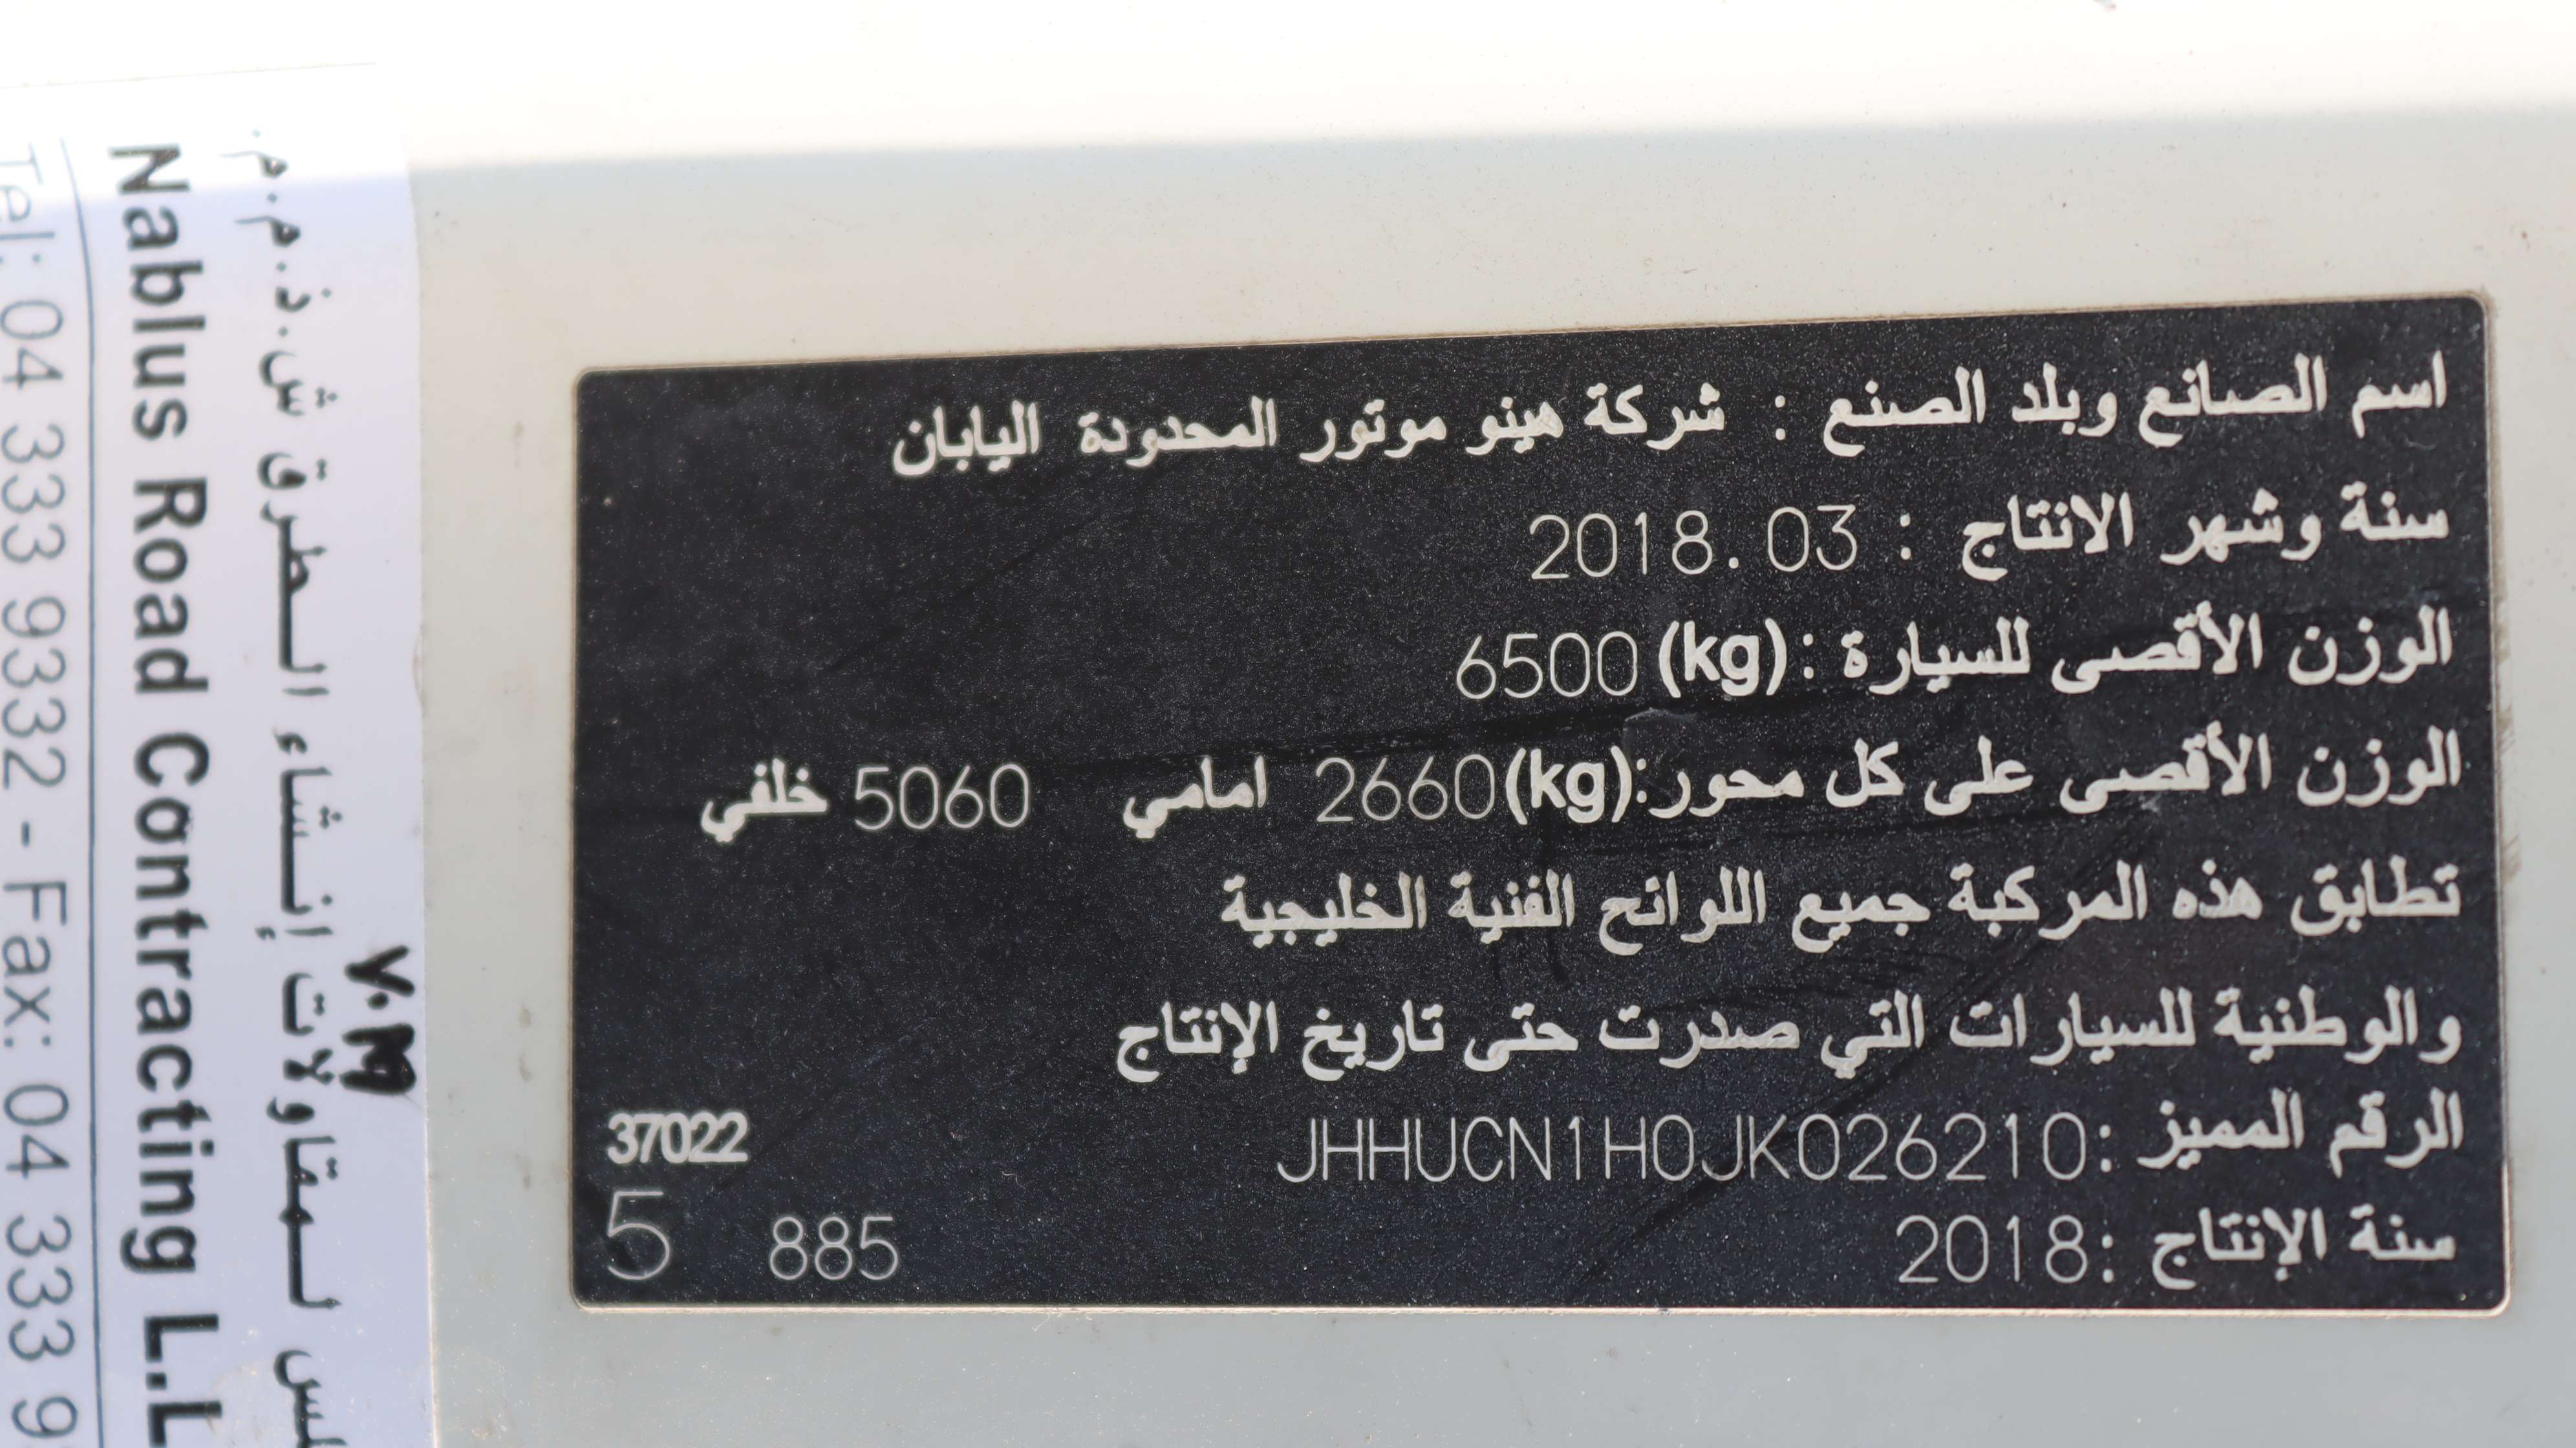 اسم الصانع وبلد الصنع : شركة هينو موتور المحدودة اليابان
سنة وشهر الانتاج : 2018.03
الوزن الأقصى للسيارة :(kg) 6500
الوزن الأقصى على كل محور:(kg) 2660 امامي 5060 خلفي
تطابق هذه المركبة جميع اللوائح الفنية الخليجية
والوطنية للسيارات التي صدرت حتى تاريخ الإنتاج
الرقم المميز :JHHUCN1H0JK026210
37022
سنة الإنتاج :2018
5 885
لمقاولات إنشاء الطرق ش.ذ.م.م.
Nablus Road Contracting L.L
Tel: 04 333 9332 - Fax: 04 333 9